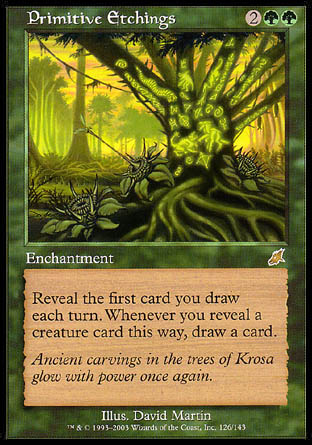 Primitive Etchings 2
Enchantment
Reveal the first card you draw
each turn. Whenever you reveal a
creature card this way, draw a card.
Ancient carvings in the trees of Krosa
glow with power once again.
Illus. David Martin
™ & © 1993–2003 Wizards of the Coast, Inc. 126/143